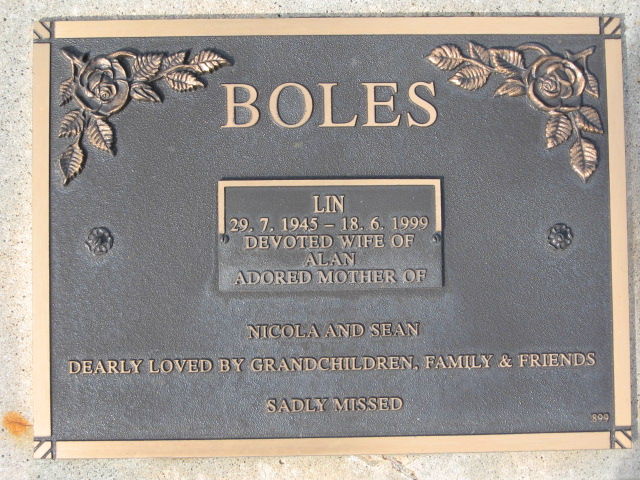 BOLES
LIN
29. 7. 1945 – 18. 6. 1999
DEVOTED WIFE OF
ALAN
ADORED MOTHER OF
NICOLA AND SEAN
DEARLY LOVED BY GRANDCHILDREN, FAMILY & FRIENDS
SADLY MISSED
899